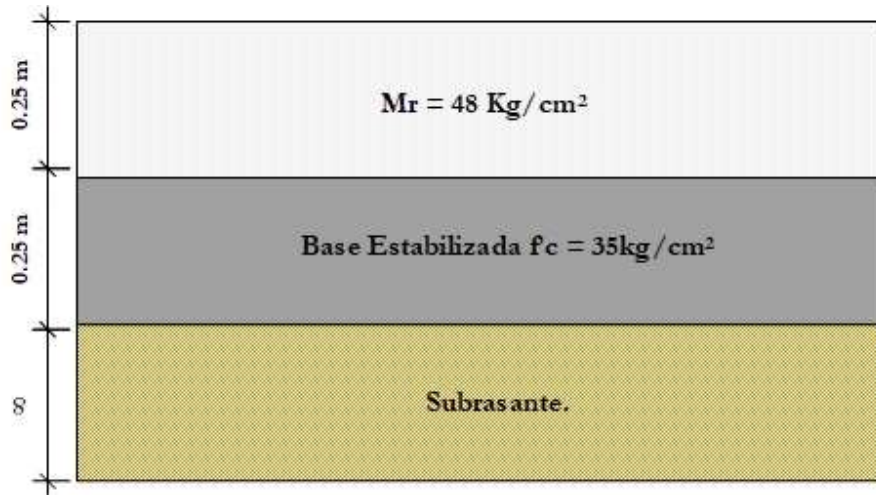 0.25 m
Mr = 48 Kg/cm²
0.25 m
Base Estabilizada f'c = 35kg/cm²
∞
Subrasante.